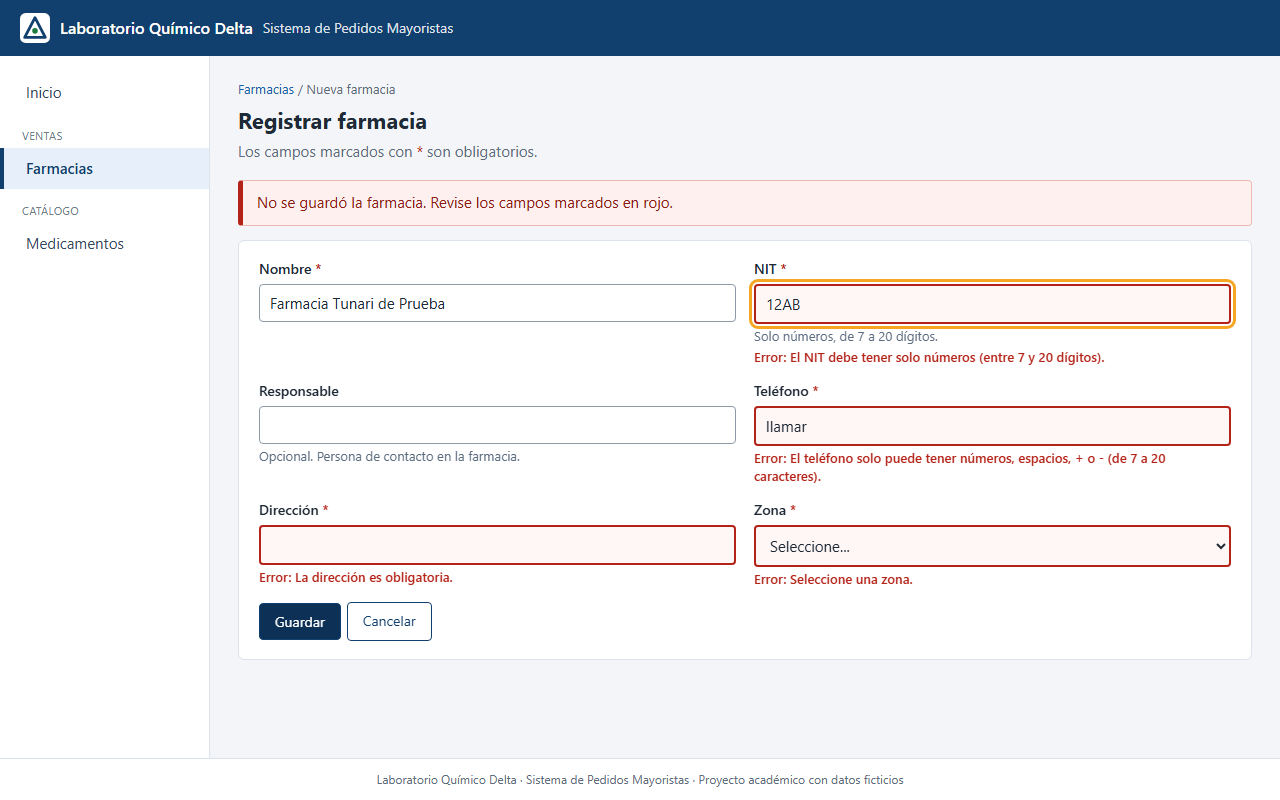 Laboratorio Químico Delta Sistema de Pedidos Mayoristas
Inicio
VENTAS
Farmacias
CATÁLOGO
Medicamentos
Farmacias / Nueva farmacia
Registrar farmacia
Los campos marcados con * son obligatorios.
No se guardó la farmacia. Revise los campos marcados en rojo.
Nombre *
Farmacia Tunari de Prueba
NIT *
12AB
Solo números, de 7 a 20 dígitos.
Error: El NIT debe tener solo números (entre 7 y 20 dígitos).
Responsable
Opcional. Persona de contacto en la farmacia.
Teléfono *
llamar
Error: El teléfono solo puede tener números, espacios, + o - (de 7 a 20
caracteres).
Dirección *
Error: La dirección es obligatoria.
Zona *
Seleccione...
Error: Seleccione una zona.
Guardar
Cancelar
Laboratorio Químico Delta · Sistema de Pedidos Mayoristas · Proyecto académico con datos ficticios